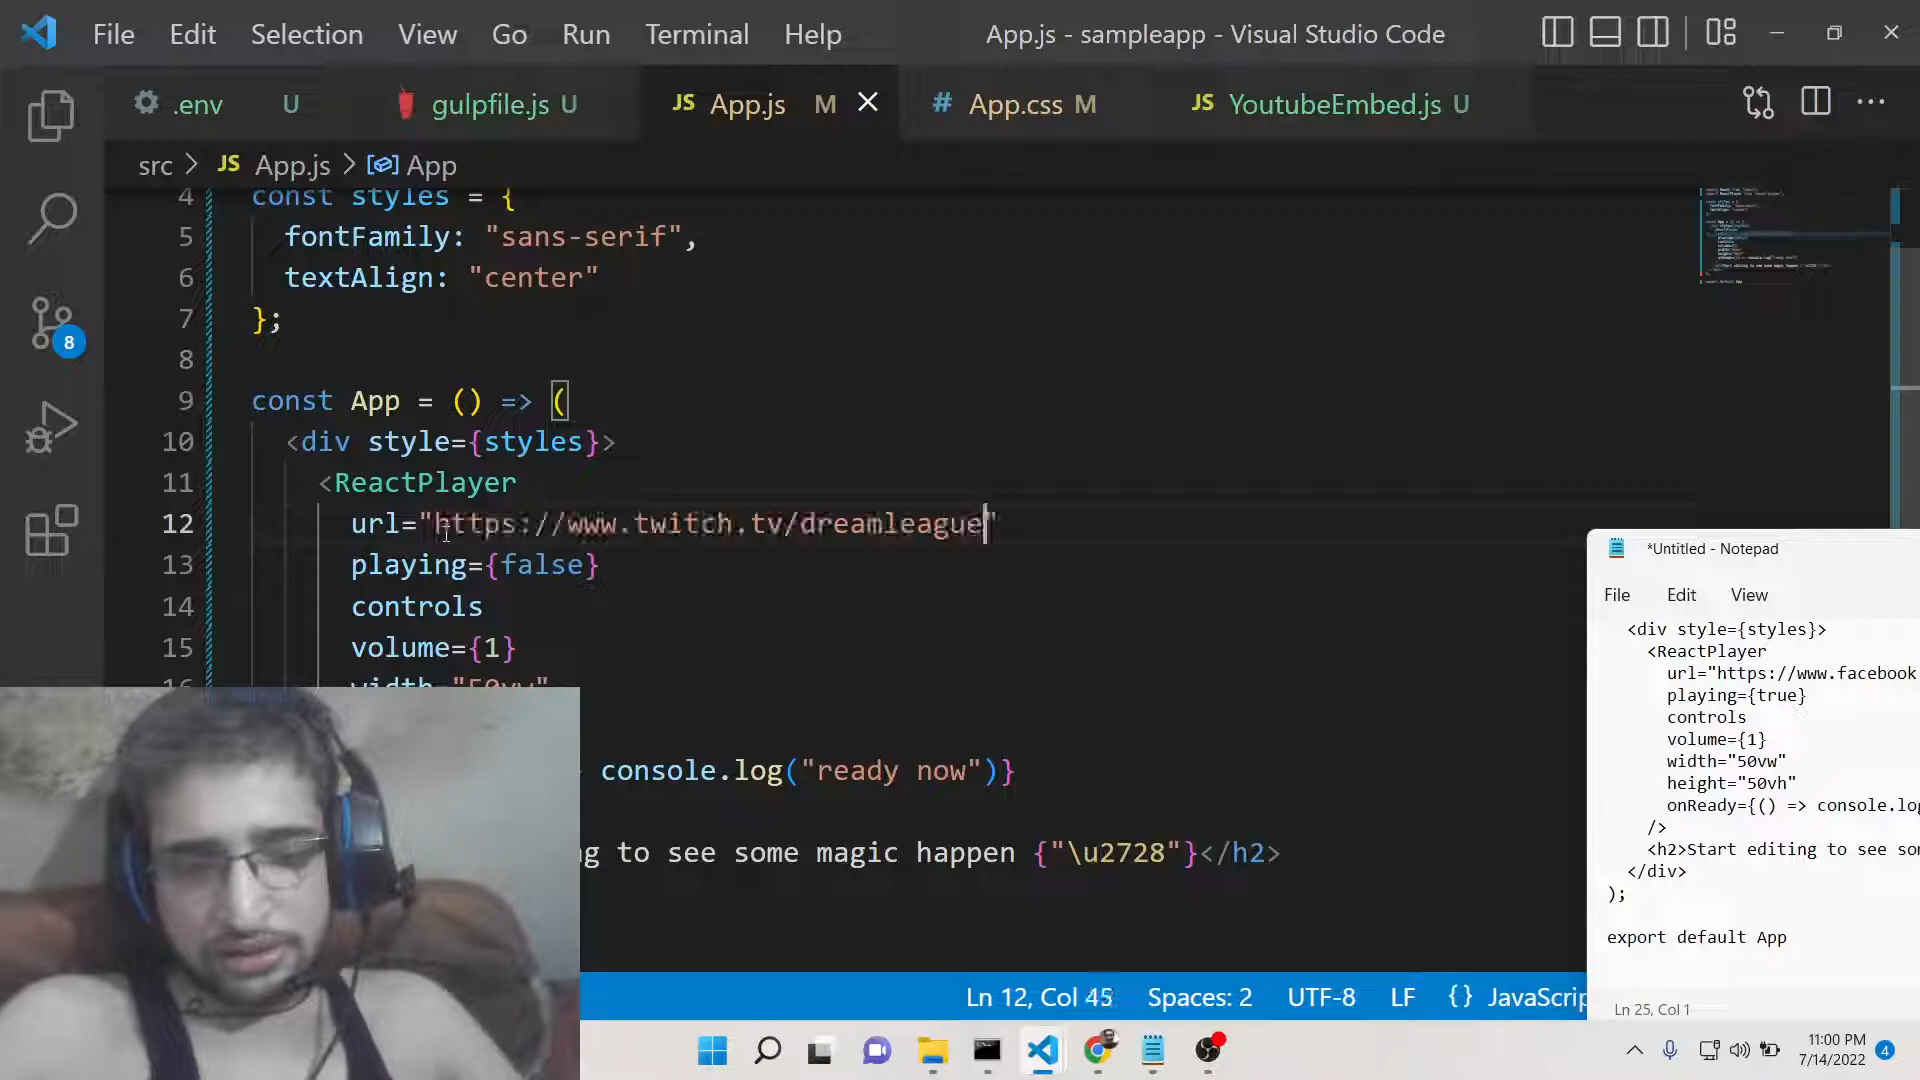 File Edit Selection View Go Run Terminal Help App.js - sampleapp - Visual Studio Code
.env U gulpfile.js U JS App.js M # App.css M JS YoutubeEmbed.js U
src > JS App.js > App
4 const styles = {
5 fontFamily: "sans-serif",
6 textAlign: "center"
7 };
8
9 const App = () => (
10 <div style={styles}>
11 <ReactPlayer
12 url="https://www.twitch.tv/dreamleague"
13 playing={false}
14 controls
15 volume={1}
16 width="50vw"
console.log("ready now")}
ng to see some magic happen {"\u2728"}</h2>
8
*Untitled - Notepad
File Edit View
<div style={styles}>
<ReactPlayer
url="https://www.facebook
playing={true}
controls
volume={1}
width="50vw"
height="50vh"
onReady={() => console.log
/>
<h2>Start editing to see so
</div>
);
export default App
Ln 25, Col 1
Ln 12, Col 45 Spaces: 2 UTF-8 LF {} JavaScrip
11:00 PM
7/14/2022
4